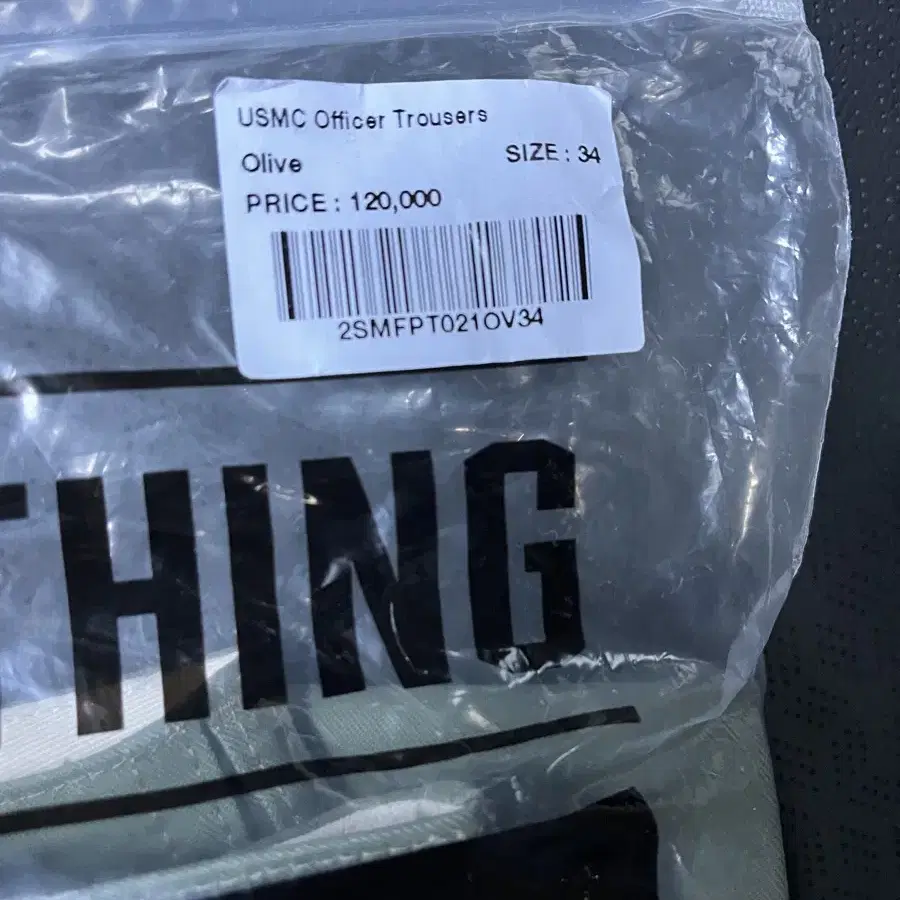 USMC Officer Trousers
Olive SIZE : 34
PRICE : 120,000
2SMFPT021OV34
THING